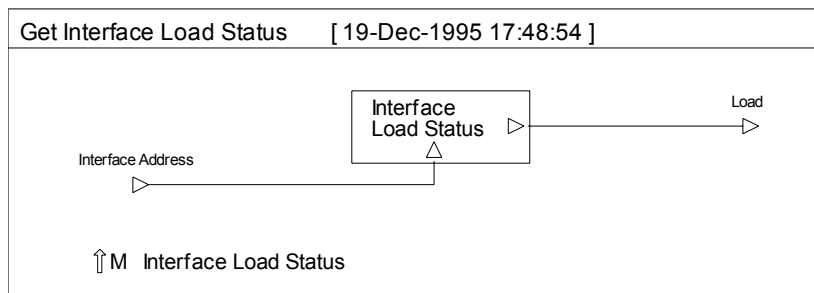 Get Interface Load Status [ 19-Dec-1995 17:48:54 ]
Interface
Load Status
Load
Interface Address
⇧ M Interface Load Status